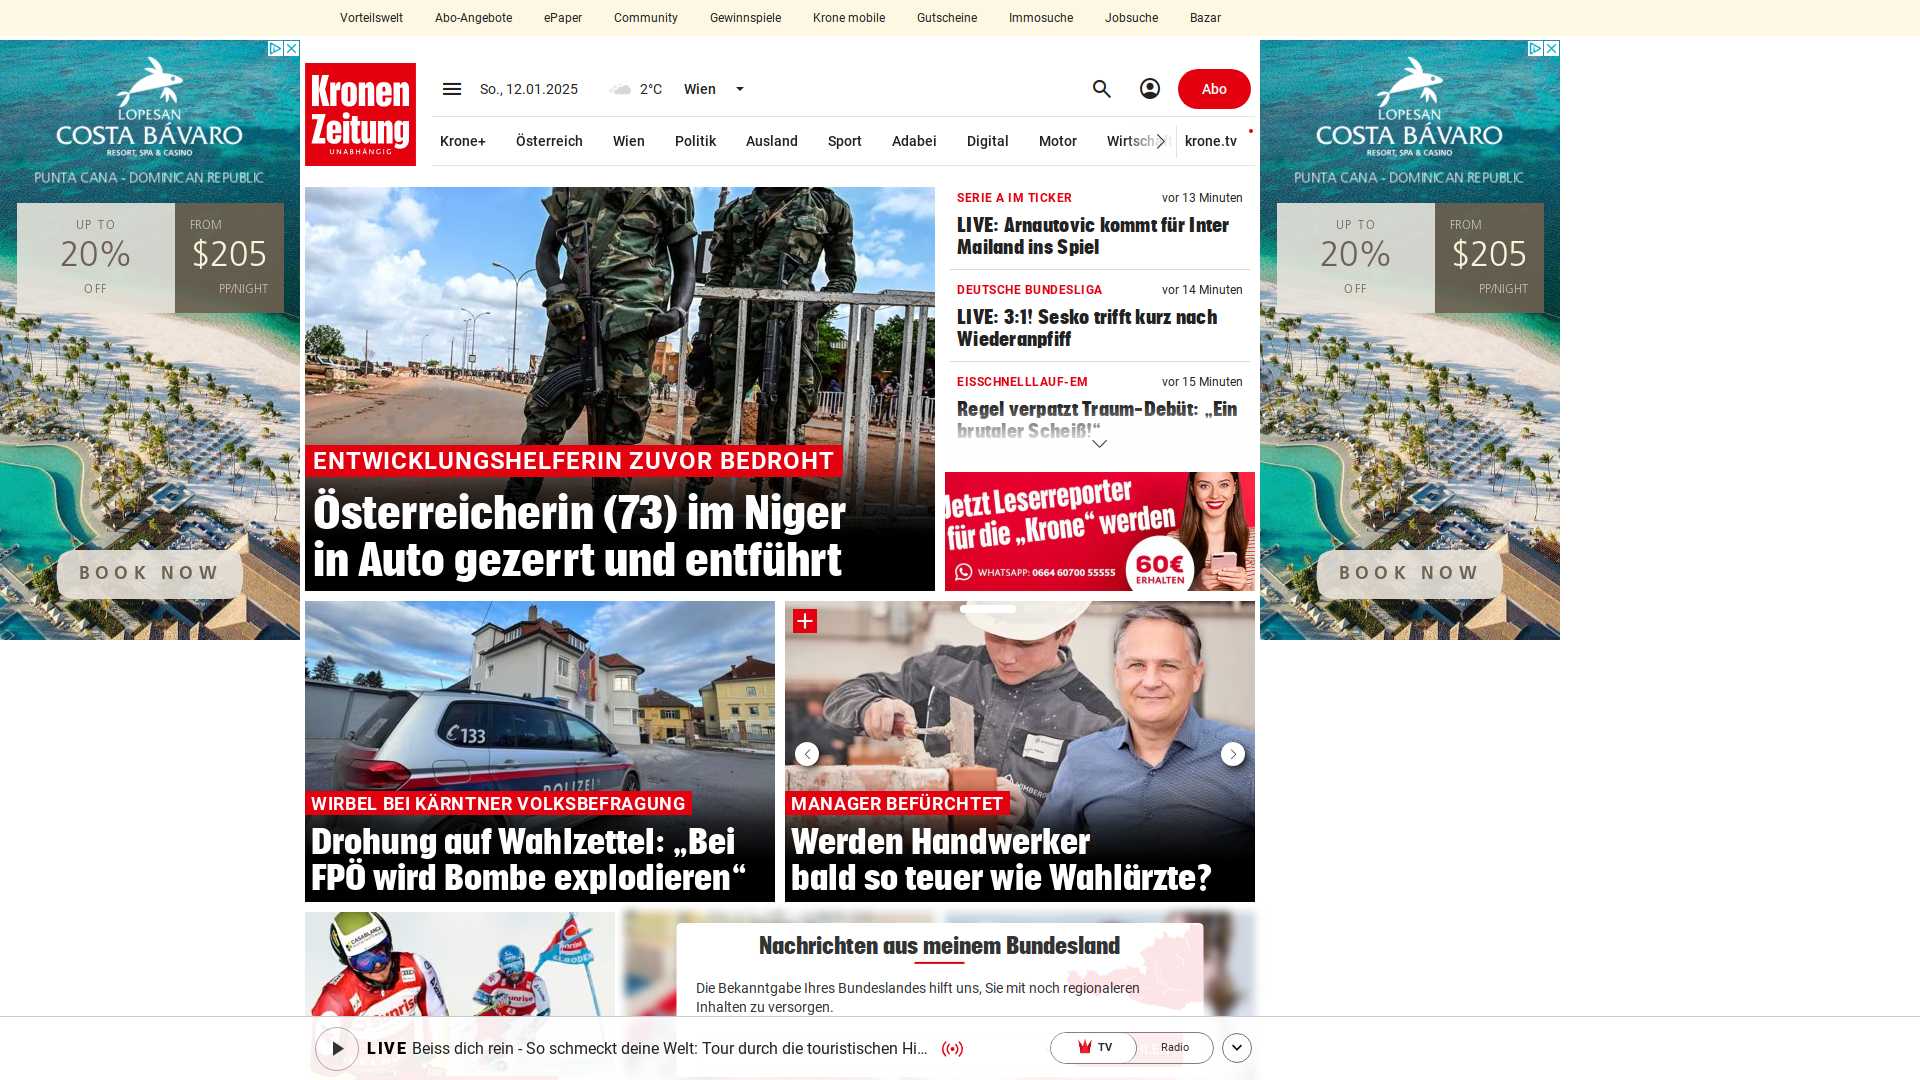 Vorteilswelt
Abo-Angebote
ePaper
Community
Gewinnspiele
Krone mobile
Gutscheine
Immosuche
Jobsuche
Bazar
LOPESAN
COSTA BÁVARO
RESORT, SPA & CASINO
PUNTA CANA - DOMINICAN REPUBLIC
UP TO
20%
OFF
FROM
$205
PP/NIGHT
BOOK NOW
Kronen
Zeitung
UNABHÄNGIG
So., 12.01.2025
2°C
Wien
Abo
Krone+
Österreich
Wien
Politik
Ausland
Sport
Adabei
Digital
Motor
Wirtsch
krone.tv
ENTWICKLUNGSHELFERIN ZUVOR BEDROHT
Österreicherin (73) im Niger
in Auto gezerrt und entführt
SERIE A IM TICKER
vor 13 Minuten
LIVE: Arnautovic kommt für Inter
Mailand ins Spiel
DEUTSCHE BUNDESLIGA
vor 14 Minuten
LIVE: 3:1! Sesko trifft kurz nach
Wiederanpfiff
EISSCHNELLLAUF-EM
vor 15 Minuten
Regel verpatzt Traum-Debüt: „Ein
brutaler Scheiß!“
Jetzt Leserreporter
für die „Krone“ werden
WHATSAPP: 0664 60700 55555
60€
ERHALTEN
133
POLIZEI
WIRBEL BEI KÄRNTNER VOLKSBEFRAGUNG
Drohung auf Wahlzettel: „Bei
FPÖ wird Bombe explodieren“
MANAGER BEFÜRCHTET
Werden Handwerker
bald so teuer wie Wahlärzte?
LOPESAN
COSTA BÁVARO
RESORT, SPA & CASINO
PUNTA CANA - DOMINICAN REPUBLIC
UP TO
20%
OFF
FROM
$205
PP/NIGHT
BOOK NOW
Nachrichten aus meinem Bundesland
Die Bekanntgabe Ihres Bundeslandes hilft uns, Sie mit noch regionaleren
Inhalten zu versorgen.
LIVE Beiss dich rein - So schmeckt deine Welt: Tour durch die touristischen Hi...
TV
Radio